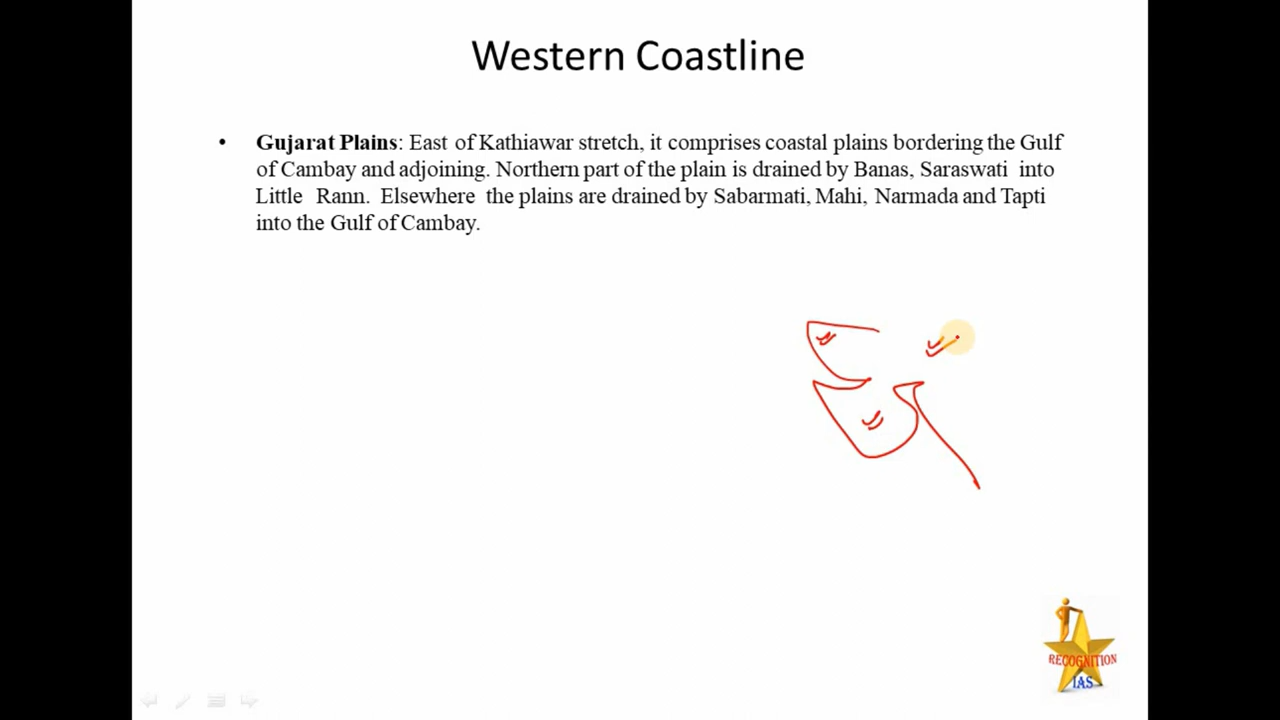 Western Coastline
• Gujarat Plains: East of Kathiawar stretch, it comprises coastal plains bordering the Gulf
of Cambay and adjoining. Northern part of the plain is drained by Banas, Saraswati into
Little Rann. Elsewhere the plains are drained by Sabarmati, Mahi, Narmada and Tapti
into the Gulf of Cambay.
RECOGNITION
IAS